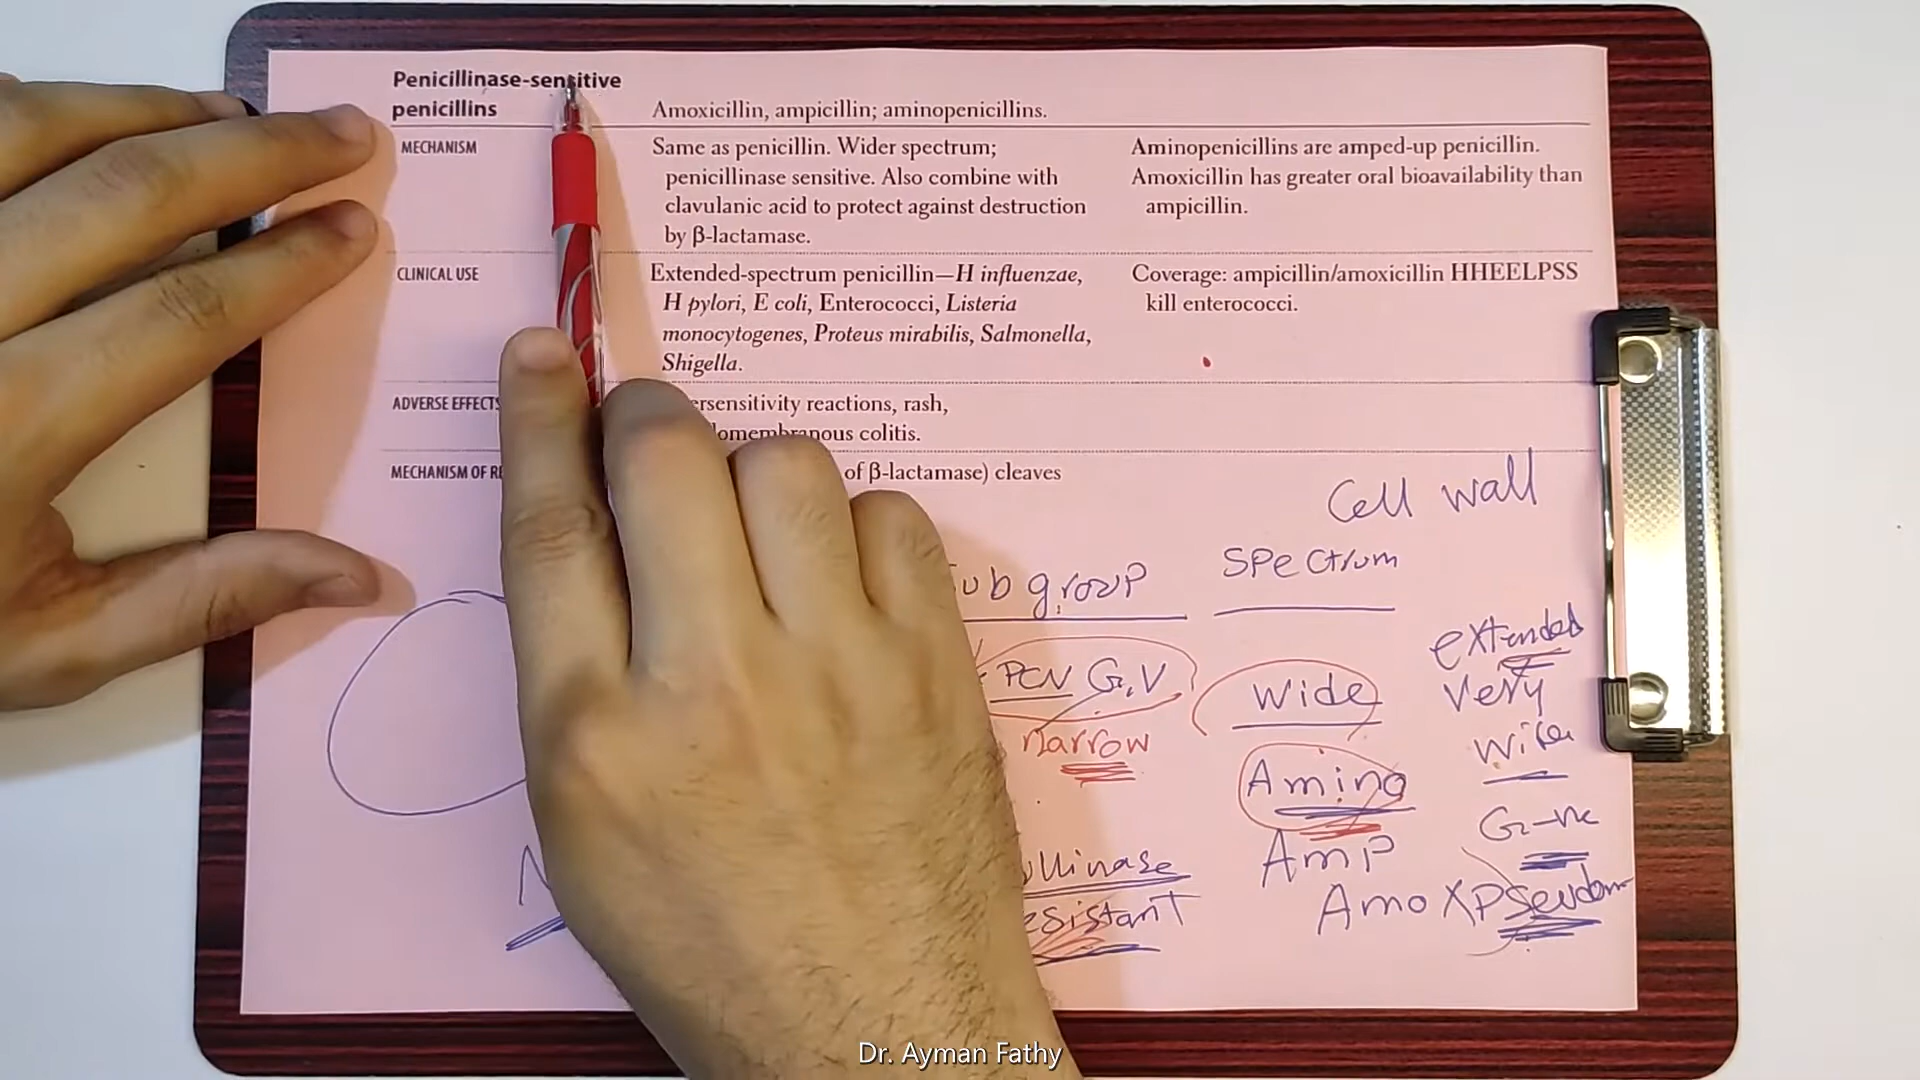 Penicillinase-sensitive
penicillins
Amoxicillin, ampicillin; aminopenicillins.
MECHANISM
Same as penicillin. Wider spectrum;
penicillinase sensitive. Also combine with
clavulanic acid to protect against destruction
by β-lactamase.
Aminopenicillins are amped-up penicillin.
Amoxicillin has greater oral bioavailability than
ampicillin.
CLINICAL USE
Extended-spectrum penicillin—H influenzae,
H pylori, E coli, Enterococci, Listeria
monocytogenes, Proteus mirabilis, Salmonella,
Shigella.
Coverage: ampicillin/amoxicillin HHEELPSS
kill enterococci.
ADVERSE EFFECTS
ersensitivity reactions, rash,
lomembranous colitis.
MECHANISM OF RE
of β-lactamase) cleaves
Cell wall
ub group
Spectrum
PCN G, V
narrow
llinase
esistant
Wide
Amino
Amp
Amox
extended
very
G-ve
Pseudom
Dr. Ayman Fathy